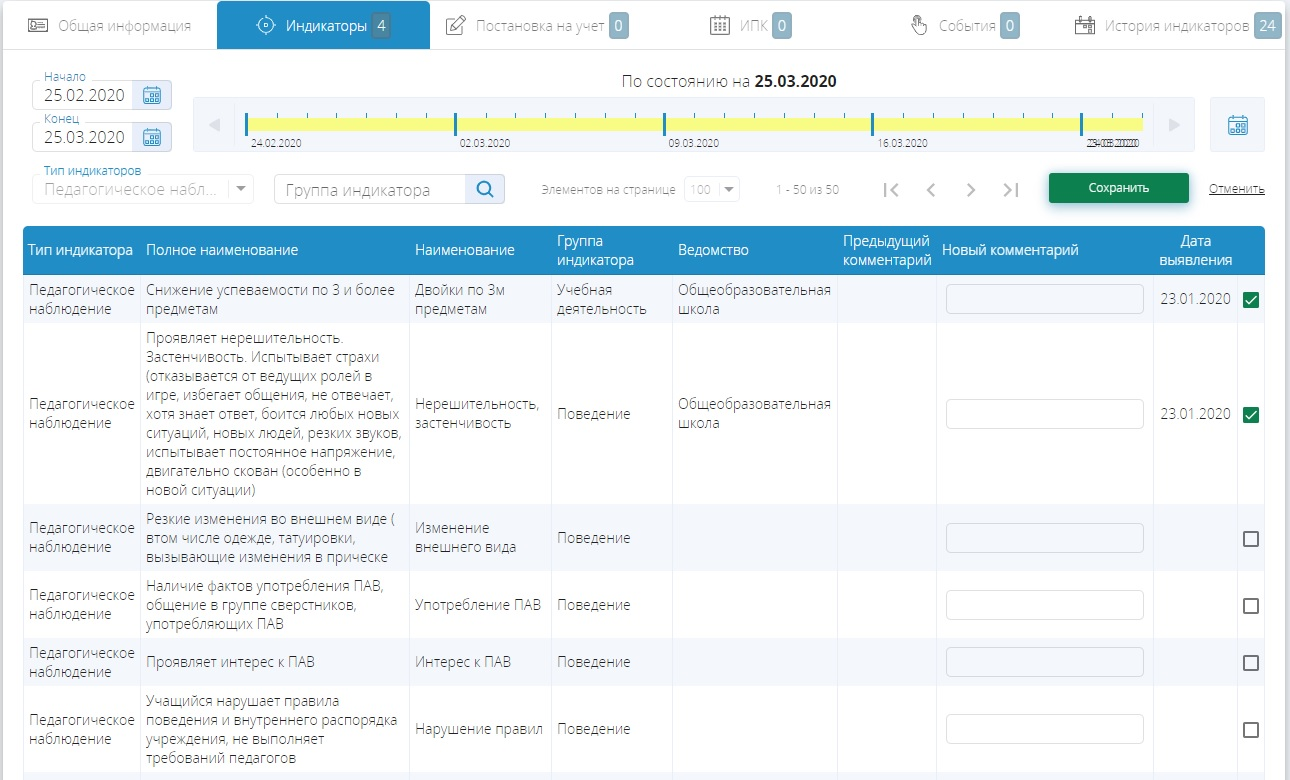 Общая информация
Индикаторы 4
Постановка на учет 0
ИПК 0
События 0
История индикаторов 24
Начало
25.02.2020
Конец
25.03.2020
По состоянию на 25.03.2020
24.02.2020
02.03.2020
09.03.2020
16.03.2020
Тип индикаторов
Педагогическое набл...
Группа индикатора
Элементов на странице
100
1 - 50 из 50
Сохранить
Отменить
Тип индикатора
Полное наименование
Наименование
Группа
индикатора
Ведомство
Предыдущий
комментарий
Новый комментарий
Дата
выявления
Педагогическое
наблюдение
Снижение успеваемости по 3 и более
предметам
Двойки по 3м
предметам
Учебная
деятельность
Общеобразовательная
школа
23.01.2020
Педагогическое
наблюдение
Проявляет нерешительность.
Застенчивость. Испытывает страхи
(отказывается от ведущих ролей в
игре, избегает общения, не отвечает,
хотя знает ответ, боится любых новых
ситуаций, новых людей, резких звуков,
испытывает постоянное напряжение,
двигательно скован (особенно в
новой ситуации)
Нерешительность,
застенчивость
Поведение
Общеобразовательная
школа
23.01.2020
Педагогическое
наблюдение
Резкие изменения во внешнем виде (
втом числе одежде, татуировки,
вызывающие изменения в прическе
Изменение
внешнего вида
Поведение
Педагогическое
наблюдение
Наличие фактов употребления ПАВ,
общение в группе сверстников,
употребляющих ПАВ
Употребление ПАВ
Поведение
Педагогическое
наблюдение
Проявляет интерес к ПАВ
Интерес к ПАВ
Поведение
Педагогическое
наблюдение
Учащийся нарушает правила
поведения и внутреннего распорядка
учреждения, не выполняет
требований педагогов
Нарушение правил
Поведение